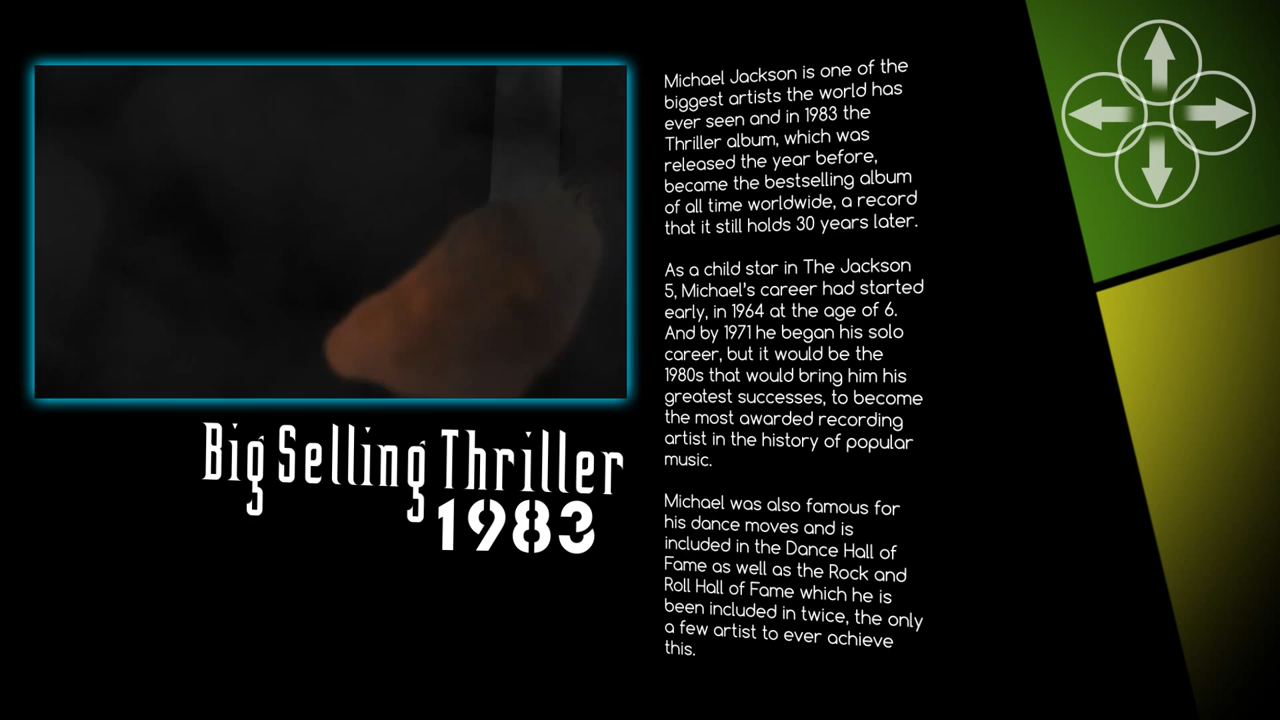 Big Selling Thriller
1983
Michael Jackson is one of the
biggest artists the world has
ever seen and in 1983 the
Thriller album, which was
released the year before,
became the bestselling album
of all time worldwide, a record
that it still holds 30 years later.
As a child star in The Jackson
5, Michael's career had started
early, in 1964 at the age of 6.
And by 1971 he began his solo
career, but it would be the
1980s that would bring him his
greatest successes, to become
the most awarded recording
artist in the history of popular
music.
Michael was also famous for
his dance moves and is
included in the Dance Hall of
Fame as well as the Rock and
Roll Hall of Fame which he is
been included in twice, the only
a few artist to ever achieve
this.